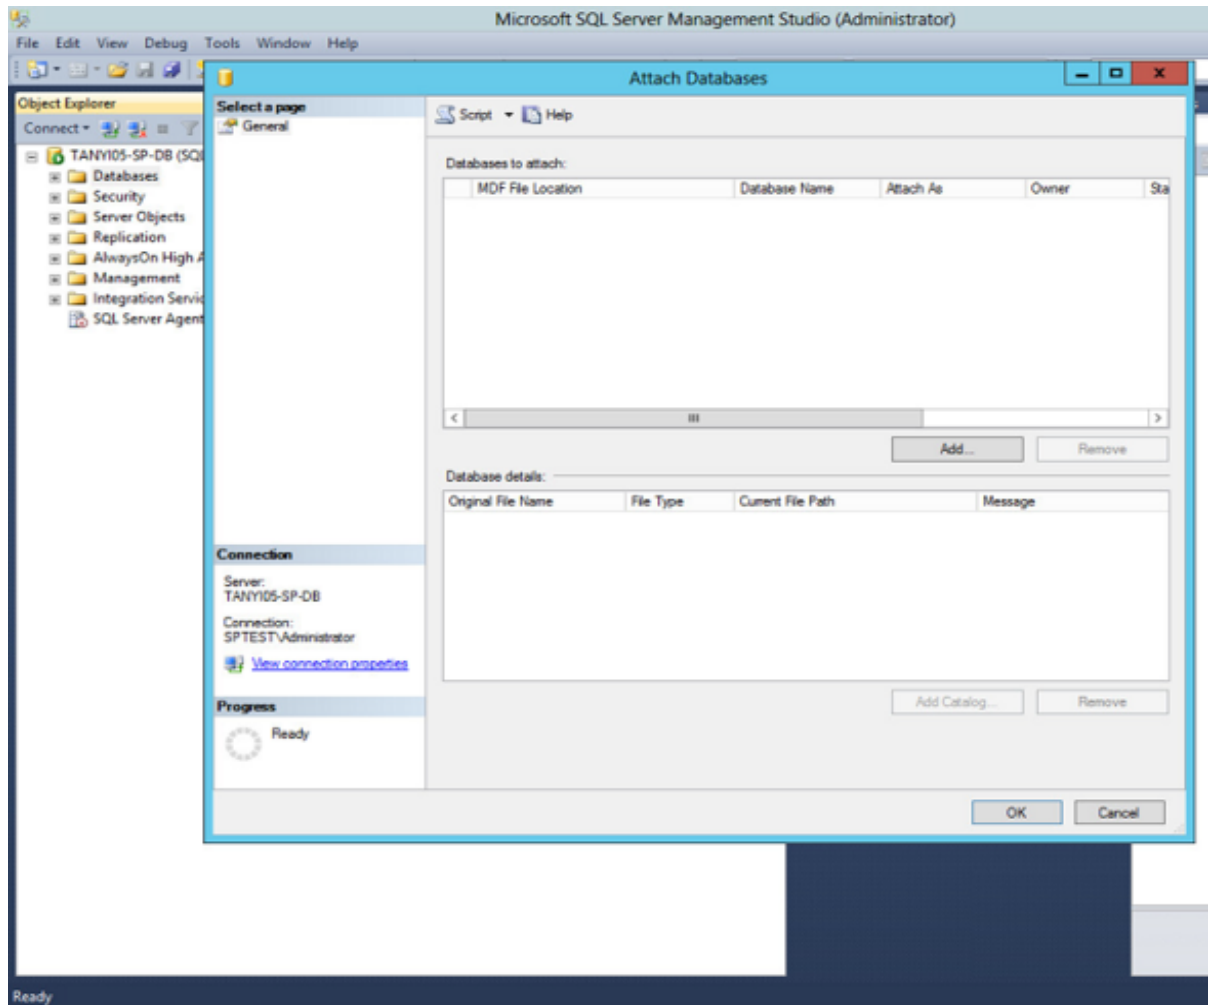 Microsoft SQL Server Management Studio (Administrator)
File Edit View Debug Tools Window Help
Attach Databases
Object Explorer
Connect
TANYI05-SP-DB (SQL
Databases
Security
Server Objects
Replication
AlwaysOn High A
Management
Integration Servic
SQL Server Agent
Select a page
General
Script Help
Databases to attach:
MDF File Location Database Name Attach As Owner Sta
Add... Remove
Database details:
Original File Name File Type Current File Path Message
Connection
Server:
TANYI05-SP-DB
Connection:
SPTEST\Administrator
View connection properties
Progress
Ready
Add Catalog... Remove
OK Cancel
Ready